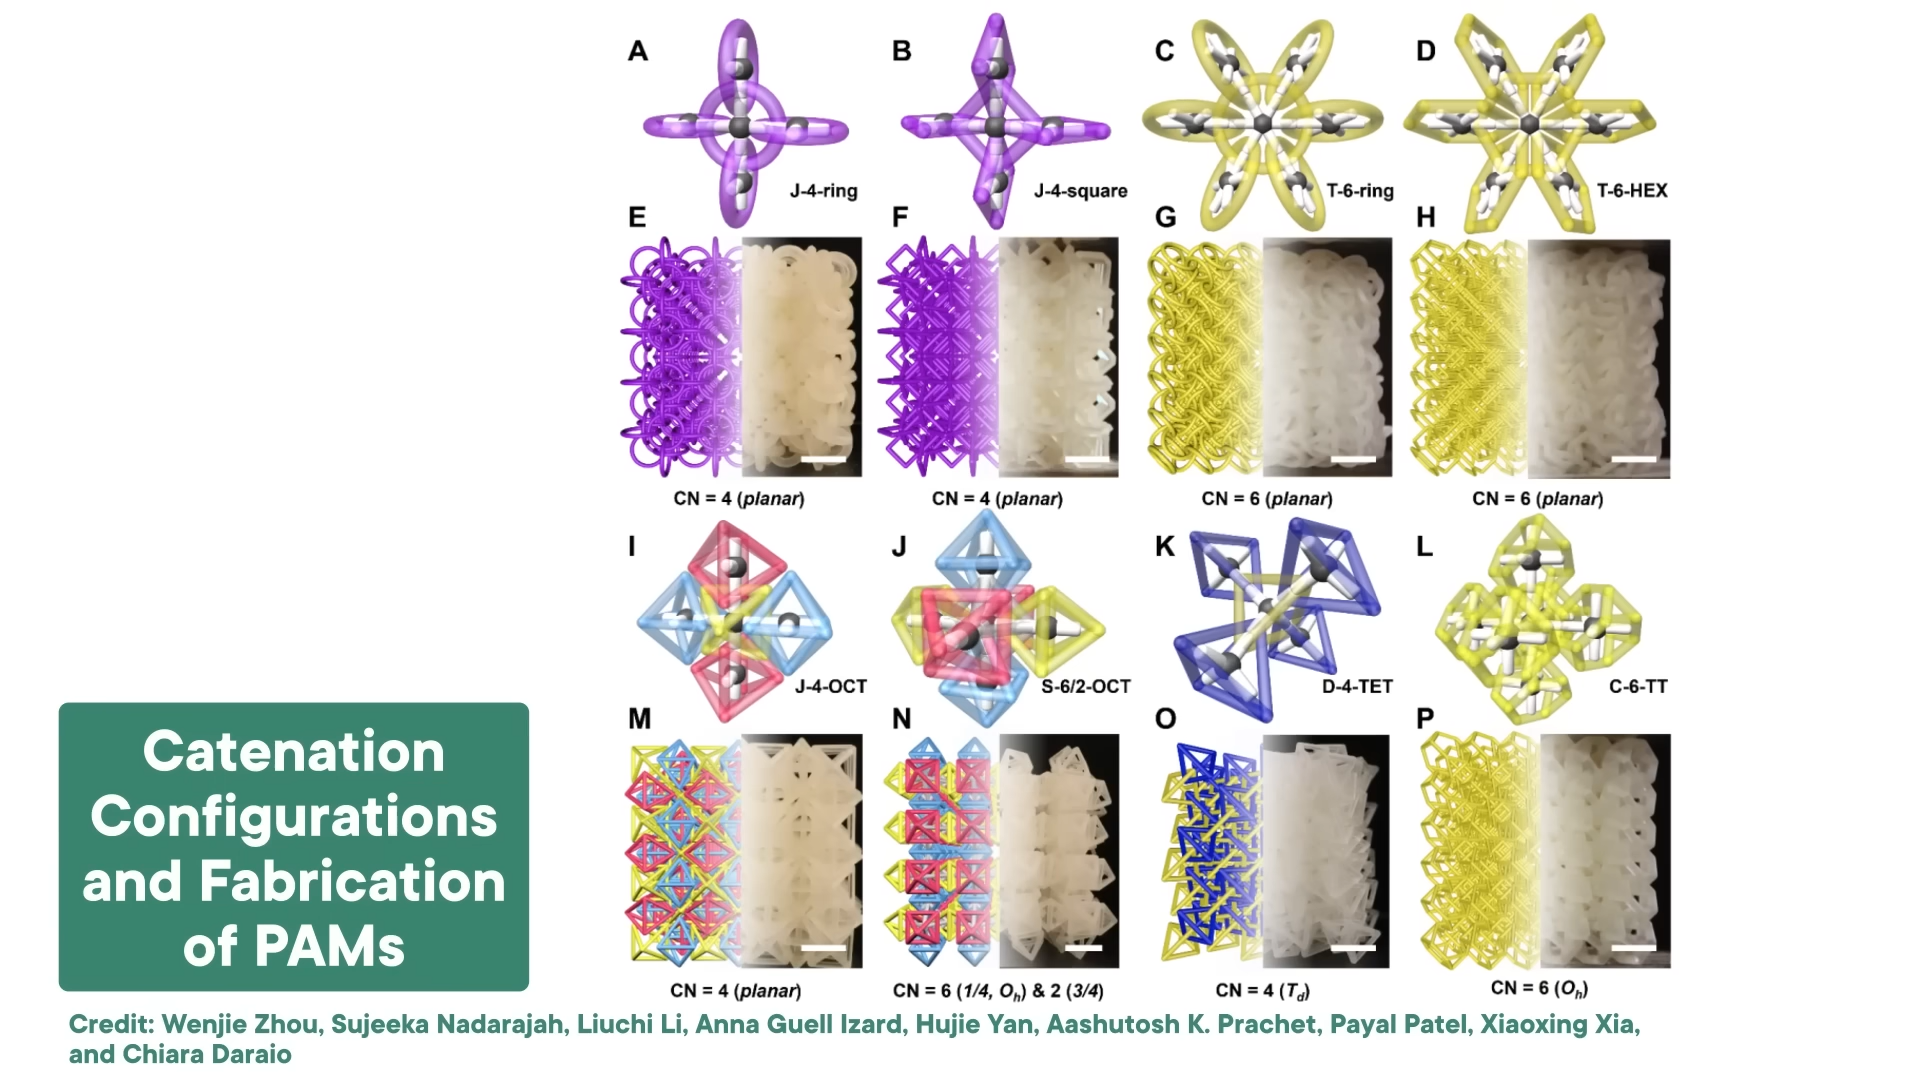 A
B
C
D
J-4-ring
J-4-square
T-6-ring
T-6-HEX
E
F
G
H
CN = 4 (planar)
CN = 4 (planar)
CN = 6 (planar)
CN = 6 (planar)
I
J
K
L
J-4-OCT
S-6/2-OCT
D-4-TET
C-6-TT
M
N
O
P
CN = 4 (planar)
CN = 6 (1/4, Oh) & 2 (3/4)
CN = 4 (Td)
CN = 6 (Oh)
Catenation
Configurations
and Fabrication
of PAMs
Credit: Wenjie Zhou, Sujeeka Nadarajah, Liuchi Li, Anna Guell Izard, Hujie Yan, Aashutosh K. Prachet, Payal Patel, Xiaoxing Xia,
and Chiara Daraio